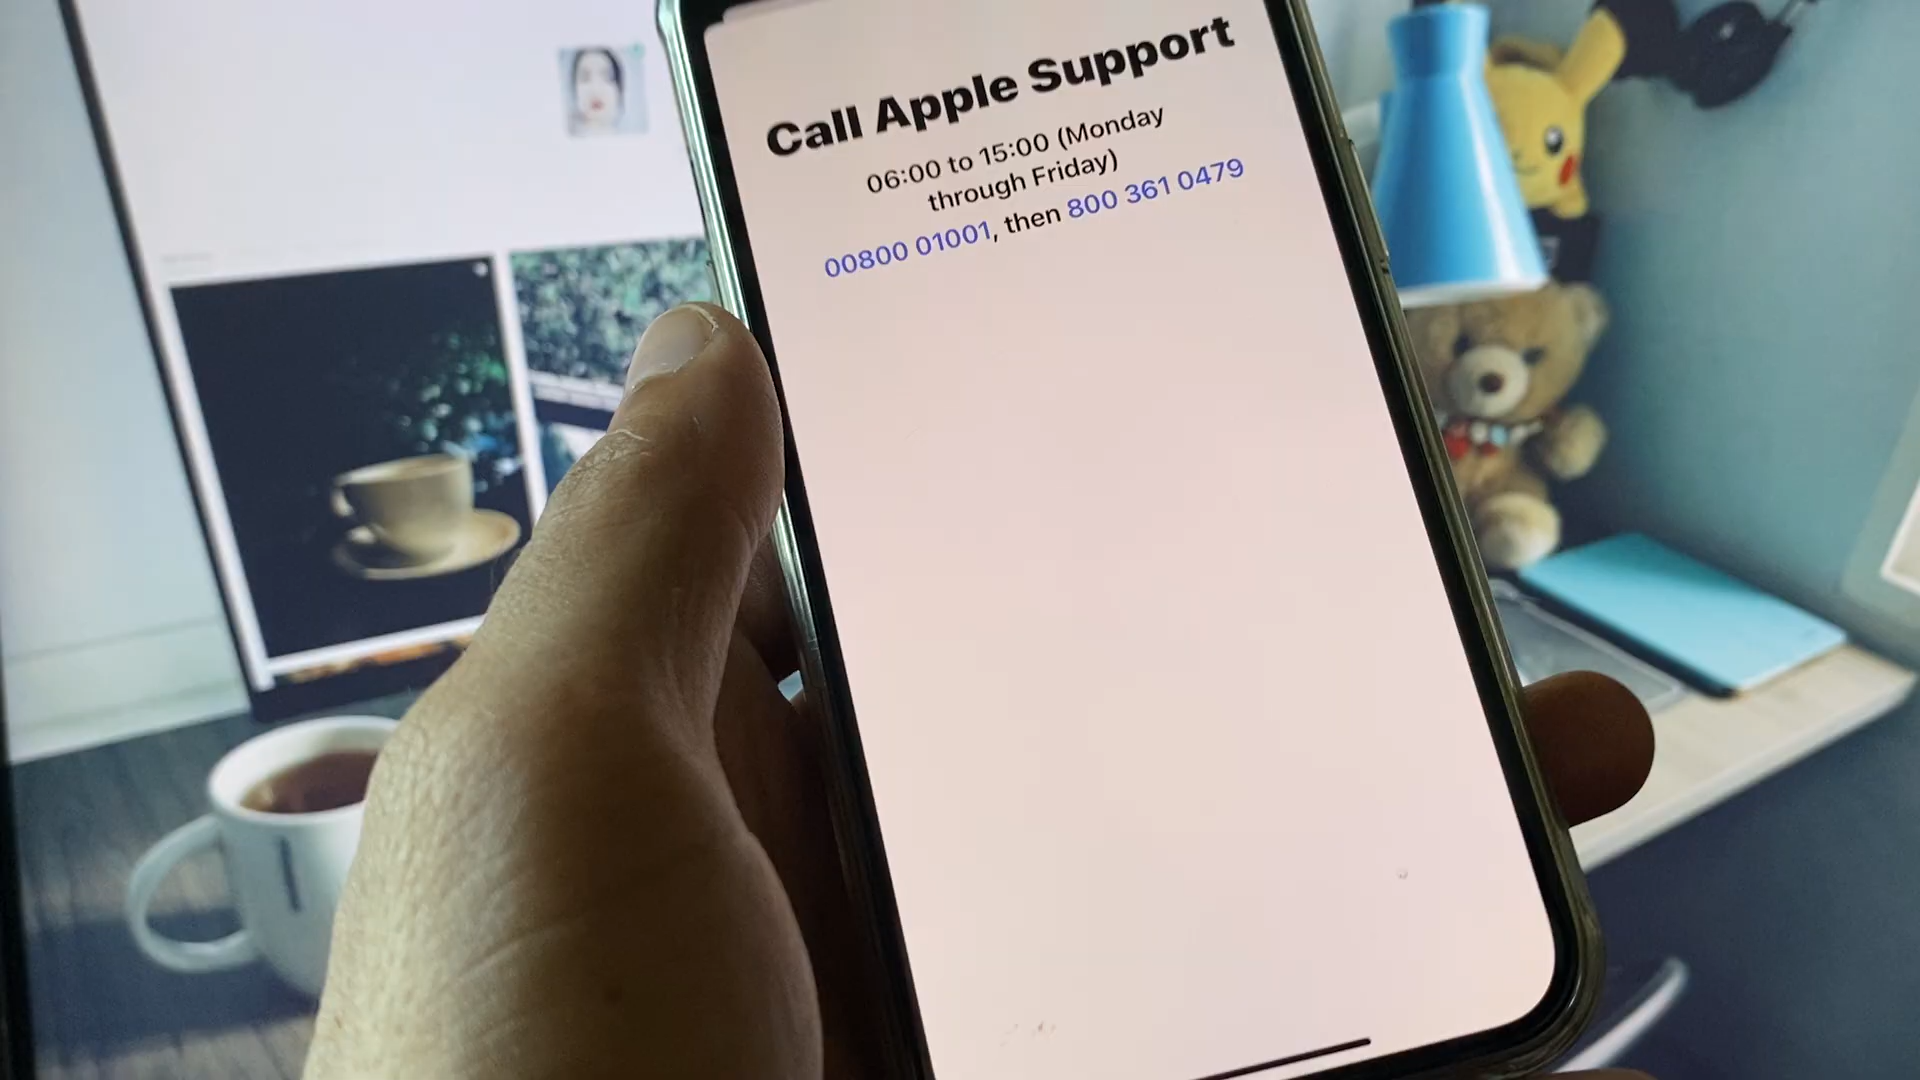 Call Apple Support
06:00 to 15:00 (Monday
through Friday)
00800 01001, then 800 361 0479